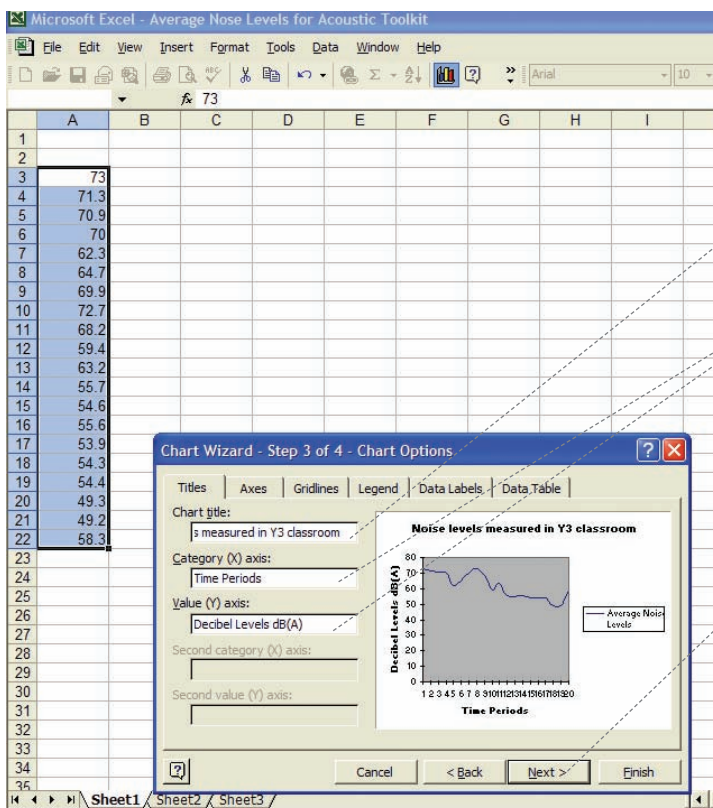 Microsoft Excel - Average Nose Levels for Acoustic Toolkit
File Edit View Insert Format Tools Data Window Help
Arial 10
fx 73
A B C D E F G H I
1
2
3 73
4 71.3
5 70.9
6 70
7 62.3
8 64.7
9 69.9
10 72.7
11 68.2
12 59.4
13 63.2
14 55.7
15 54.6
16 55.6
17 53.9
18 54.3
19 54.4
20 49.3
21 49.2
22 58.3
23
24
25
26
27
28
29
30
31
32
33
34
35
Chart Wizard - Step 3 of 4 - Chart Options
Titles Axes Gridlines Legend Data Labels Data Table
Chart title:
s measured in Y3 classroom
Category (X) axis:
Time Periods
Value (Y) axis:
Decibel Levels dB(A)
Second category (X) axis:
Second value (Y) axis:
Noise levels measured in Y3 classroom
Decibel Levels dB(A)
80
70
60
50
40
30
20
10
0
1 2 3 4 5 6 7 8 9 10 11 12 13 14 15 16 17 18 19 20
Time Periods
Average Noise
Levels
Cancel < Back Next > Finish
Sheet1 Sheet2 Sheet3